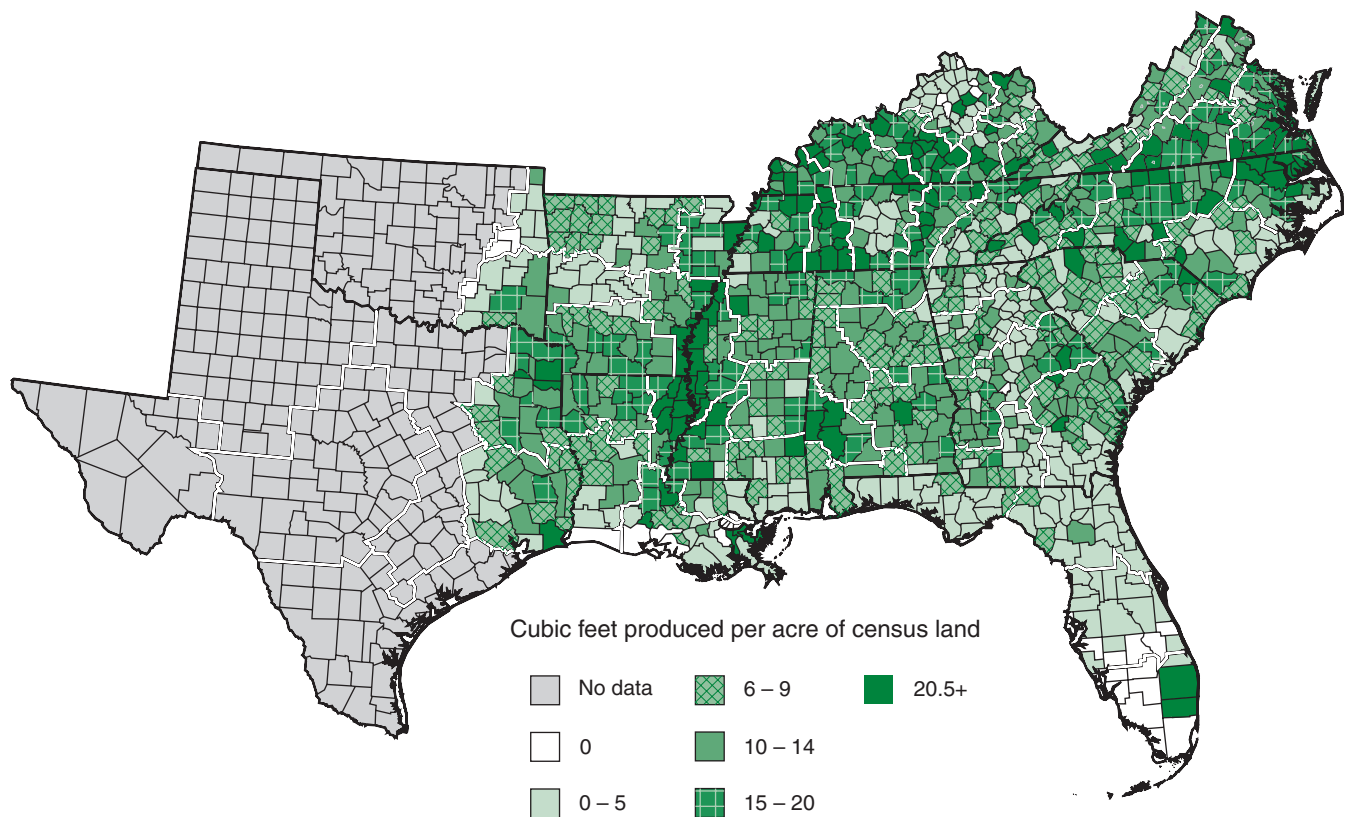 Cubic feet produced per acre of census land
No data
0
0 – 5
6 – 9
10 – 14
15 – 20
20.5+